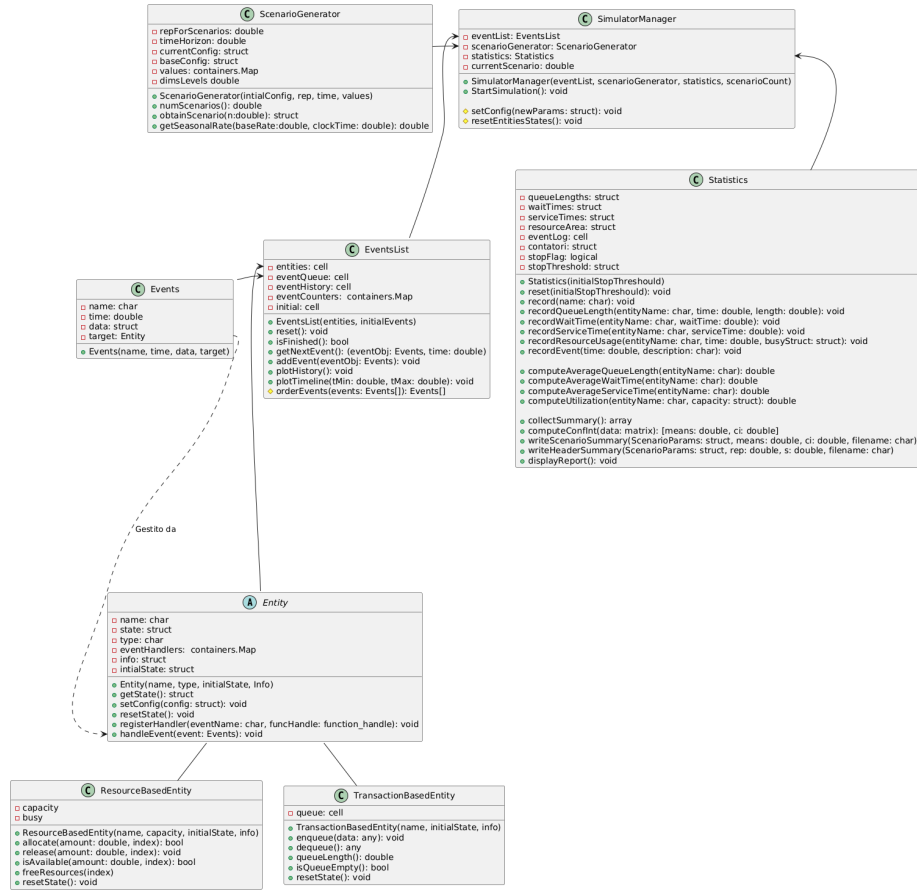 C ScenarioGenerator
repForScenarios: double
timeHorizon: double
currentConfig: struct
baseConfig: struct
values: containers.Map
dimsLevels double
ScenarioGenerator(intialConfig, rep, time, values)
numScenarios(): double
obtainScenario(n:double): struct
getSeasonalRate(baseRate:double, clockTime: double): double
C SimulatorManager
eventList: EventsList
scenarioGenerator: ScenarioGenerator
statistics: Statistics
currentScenario: double
SimulatorManager(eventList, scenarioGenerator, statistics, scenarioCount)
StartSimulation(): void
setConfig(newParams: struct): void
resetEntitiesStates(): void
C Statistics
queueLengths: struct
waitTimes: struct
serviceTimes: struct
resourceArea: struct
eventLog: cell
contatori: struct
stopFlag: logical
stopThreshold: struct
Statistics(initialStopThreshould)
reset(initialStopThreshould): void
record(name: char): void
recordQueueLength(entityName: char, time: double, length: double): void
recordWaitTime(entityName: char, waitTime: double): void
recordServiceTime(entityName: char, serviceTime: double): void
recordResourceUsage(entityName: char, time: double, busyStruct: struct): void
recordEvent(time: double, description: char): void
computeAverageQueueLength(entityName: char): double
computeAverageWaitTime(entityName: char): double
computeAverageServiceTime(entityName: char): double
computeUtilization(entityName: char, capacity: struct): double
collectSummary(): array
computeConfInt(data: matrix): [means: double, ci: double]
writeScenarioSummary(ScenarioParams: struct, means: double, ci: double, filename: char)
writeHeaderSummary(ScenarioParams: struct, rep: double, s: double, filename: char)
displayReport(): void
C EventsList
entities: cell
eventQueue: cell
eventHistory: cell
eventCounters:  containers.Map
initial: cell
EventsList(entities, initialEvents)
reset(): void
isFinished(): bool
getNextEvent(): (eventObj: Events, time: double)
addEvent(eventObj: Events): void
plotHistory(): void
plotTimeline(tMin: double, tMax: double): void
orderEvents(events: Events[]): Events[]
C Events
name: char
time: double
data: struct
target: Entity
Events(name, time, data, target)
Gestito da
A Entity
name: char
state: struct
type: char
eventHandlers:  containers.Map
info: struct
intialState: struct
Entity(name, type, initialState, Info)
getState(): struct
setConfig(config: struct): void
resetState(): void
registerHandler(eventName: char, funcHandle: function_handle): void
handleEvent(event: Events): void
C ResourceBasedEntity
capacity
busy
ResourceBasedEntity(name, capacity, initialState, info)
allocate(amount: double, index): bool
release(amount: double, index): void
isAvailable(amount: double, index): bool
freeResources(index)
resetState(): void
C TransactionBasedEntity
queue: cell
TransactionBasedEntity(name, initialState, info)
enqueue(data: any): void
dequeue(): any
queueLength(): double
isQueueEmpty(): bool
resetState(): void